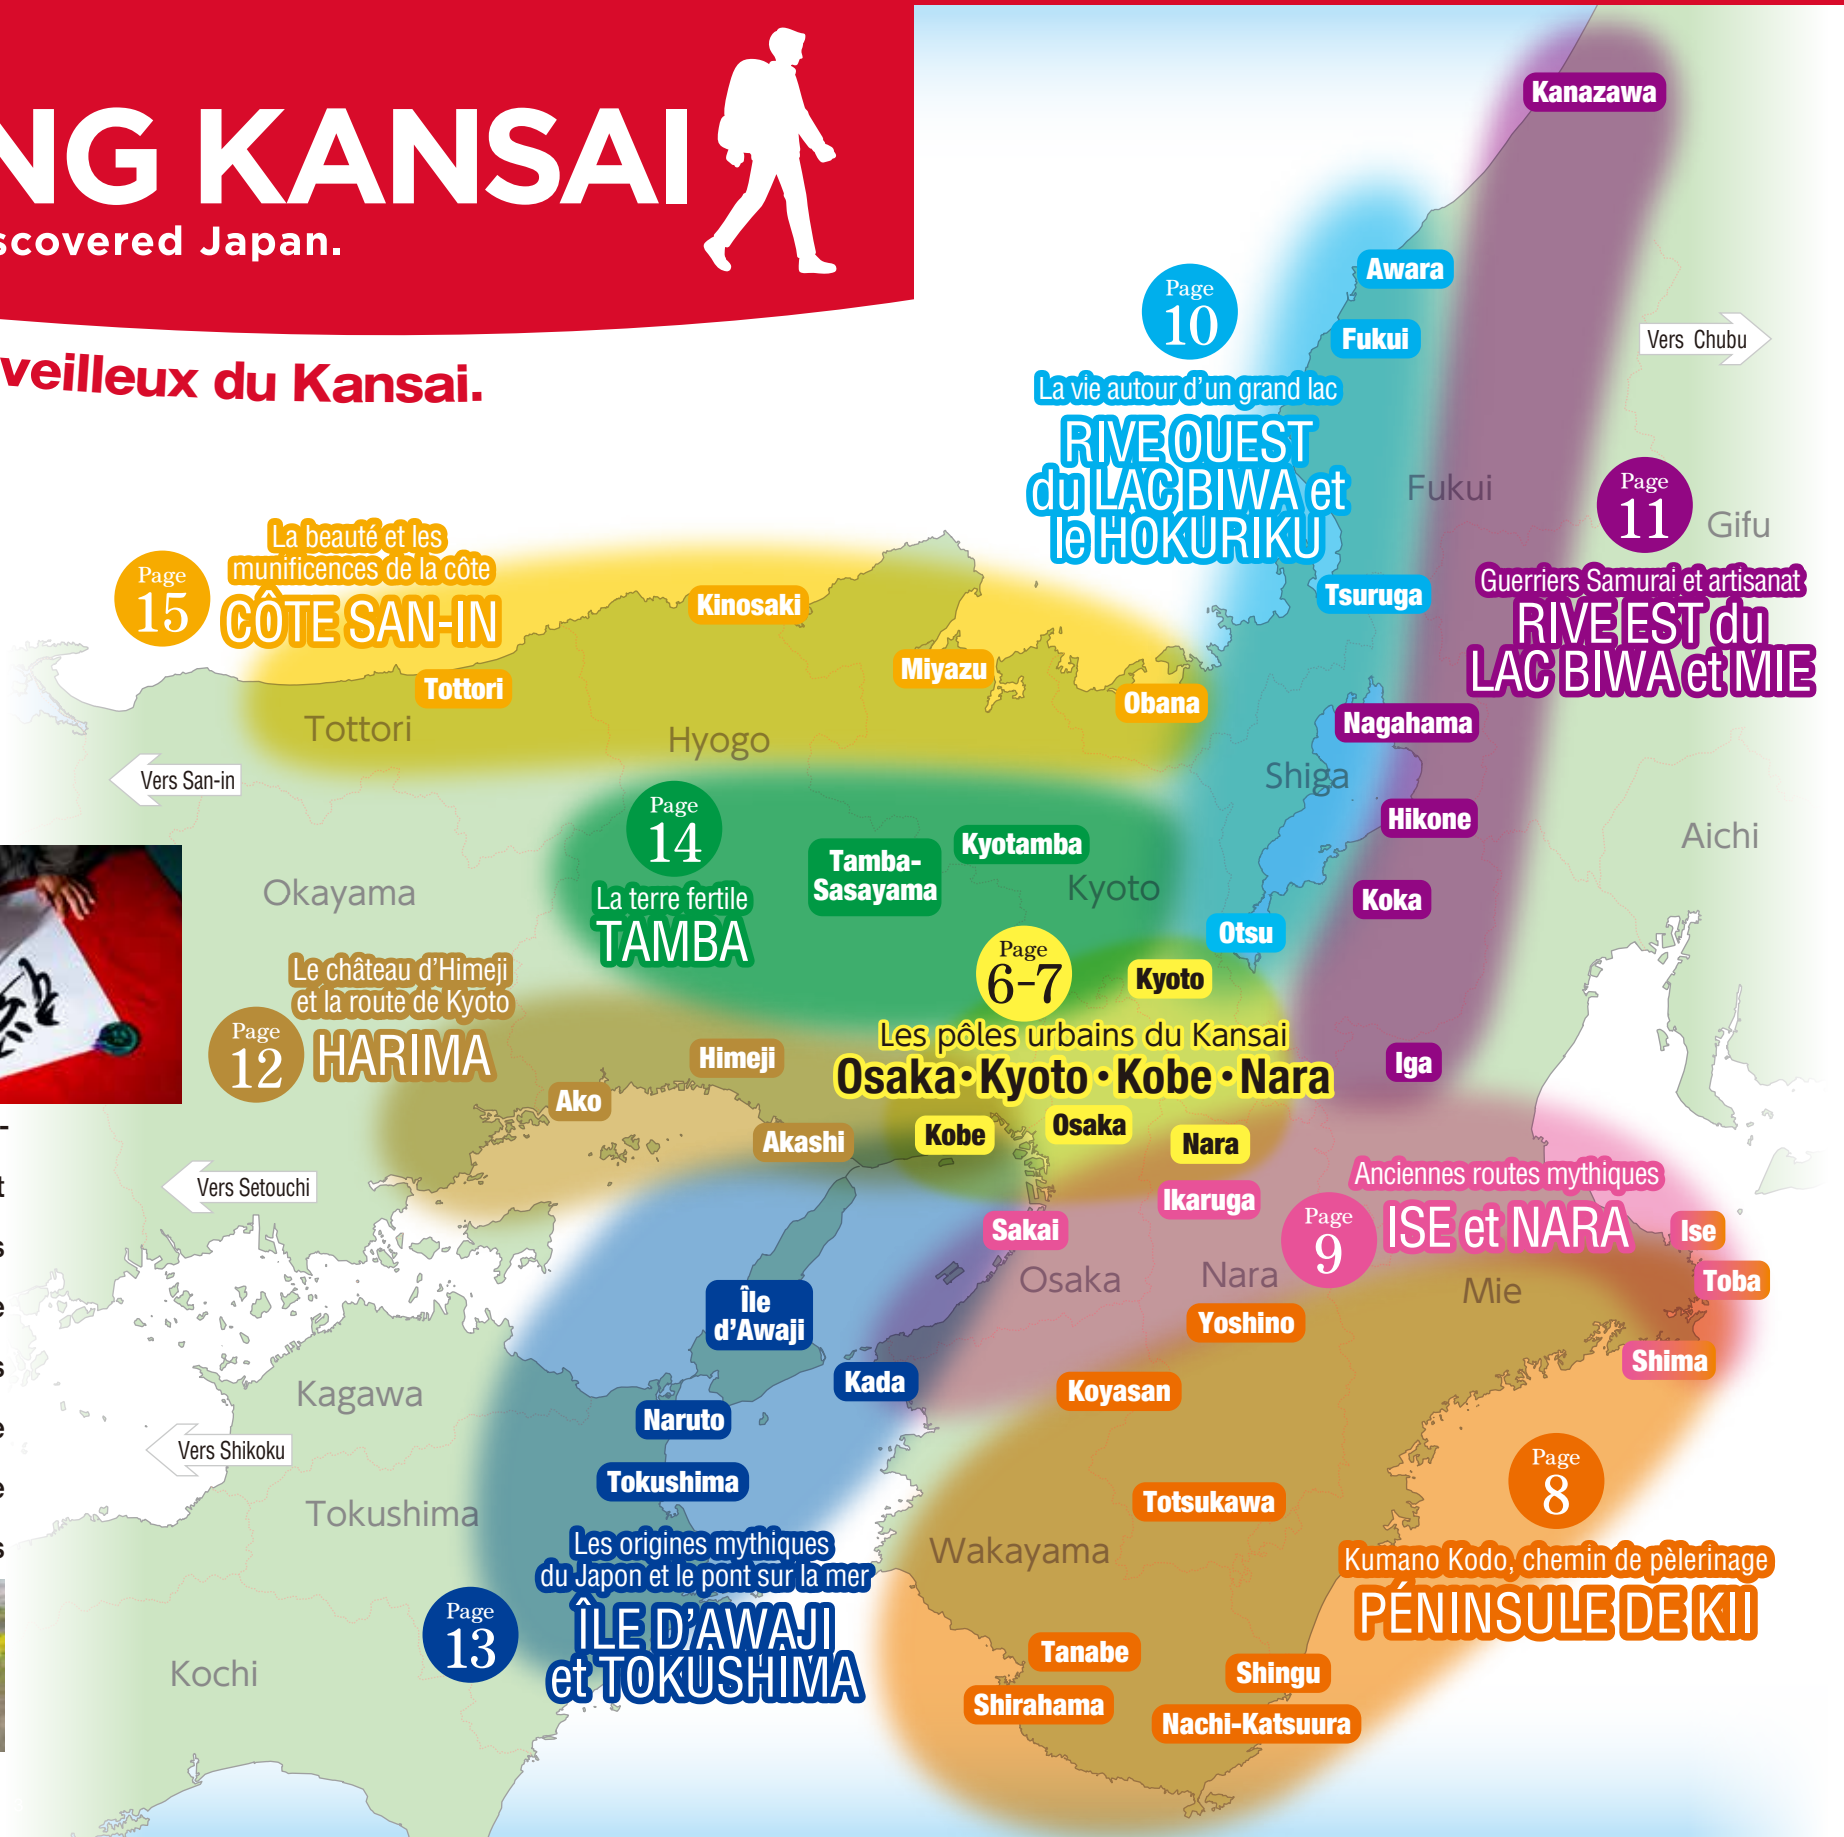 NG KANSAI
scovered Japan.
veilleux du Kansai.
Kanazawa
Awara
Page
10
Fukui
Vers Chubu
La vie autour d'un grand lac
RIVE OUEST
du LAC BIWA et
le HOKURIKU
Fukui
Page
11
Gifu
Guerriers Samurai et artisanat
RIVE EST du
LAC BIWA et MIE
Tsuruga
La beauté et les
munificences de la côte
Page
15
CÔTE SAN-IN
Kinosaki
Miyazu
Tottori
Obana
Tottori
Hyogo
Nagahama
Shiga
Vers San-in
Hikone
Aichi
Page
14
La terre fertile
TAMBA
Tamba-
Sasayama
Kyotamba
Kyoto
Okayama
Koka
Otsu
Le château d'Himeji
et la route de Kyoto
Page
12
HARIMA
Page
6-7
Kyoto
Les pôles urbains du Kansai
Osaka・Kyoto・Kobe・Nara
Himeji
Iga
Ako
Akashi
Kobe
Osaka
Nara
Vers Setouchi
Anciennes routes mythiques
Page
9
ISE et NARA
Ikaruga
Sakai
Ise
Osaka
Nara
Mie
Toba
Île
d'Awaji
Yoshino
Shima
Kada
Koyasan
Kagawa
Naruto
Vers Shikoku
Tokushima
Totsukawa
Page
8
Tokushima
Wakayama
Kumano Kodo, chemin de pèlerinage
PÉNINSULE DE KII
Les origines mythiques
du Japon et le pont sur la mer
Page
13
ÎLE D'AWAJI
et TOKUSHIMA
Tanabe
Kochi
Shingu
Shirahama
Nachi-Katsuura